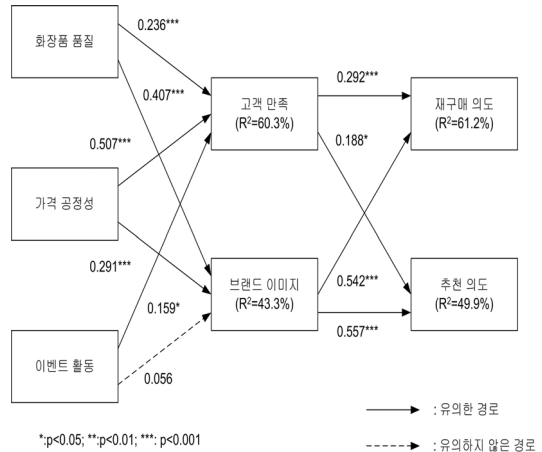 0.236***
화장품 품질
0.407***
고객 만족
(R²=60.3%)
0.292***
재구매 의도
(R²=61.2%)
0.507***
0.188*
가격 공정성
0.291***
브랜드 이미지
(R²=43.3%)
0.542***
추천 의도
(R²=49.9%)
0.159*
0.557***
이벤트 활동
0.056
: 유의한 경로
*:p<0.05; **:p<0.01; ***: p<0.001
: 유의하지 않은 경로